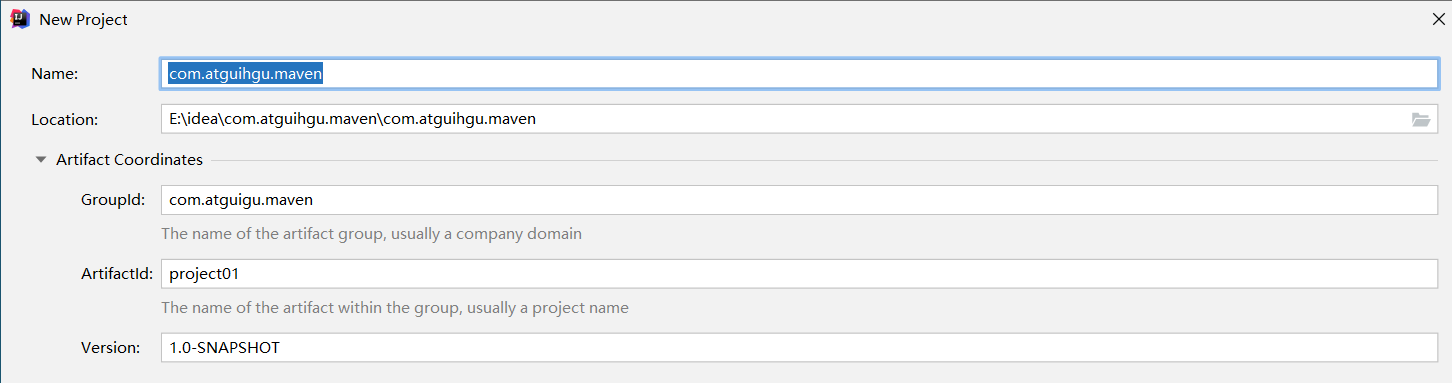 New Project
Name: com.atguihgu.maven
Location: E:\idea\com.atguihgu.maven\com.atguihgu.maven
Artifact Coordinates
GroupId: com.atguigu.maven
The name of the artifact group, usually a company domain
ArtifactId: project01
The name of the artifact within the group, usually a project name
Version: 1.0-SNAPSHOT